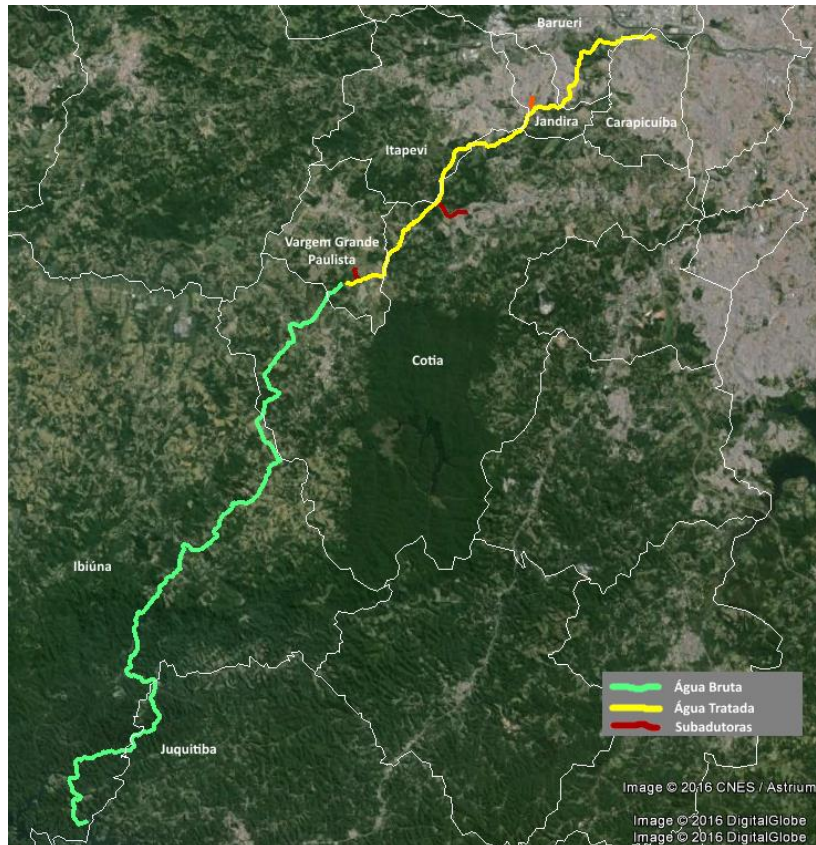 Barueri
Jandira
Carapicuíba
Itapevi
Vargem Grande
Paulista
Cotia
Ibiúna
Água Bruta
Água Tratada
Subadutoras
Juquitiba
Image © 2016 CNES / Astrium
Image © 2016 DigitalGlobe
Image © 2016 DigitalGlobe